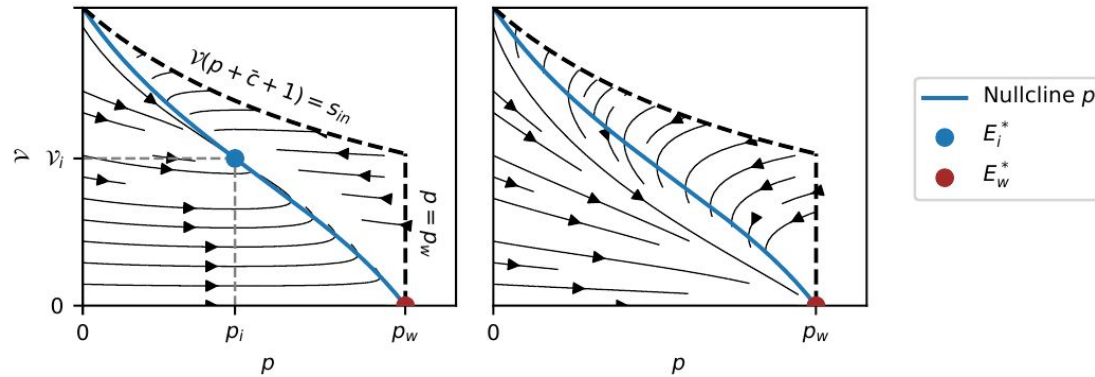 𝒱(p + c̄ + 1) = s_in
p = p_w
𝒱
𝒱_i
0
0
p_i
p_w
p
0
p_w
p
Nullcline p
E_i^*
E_w^*